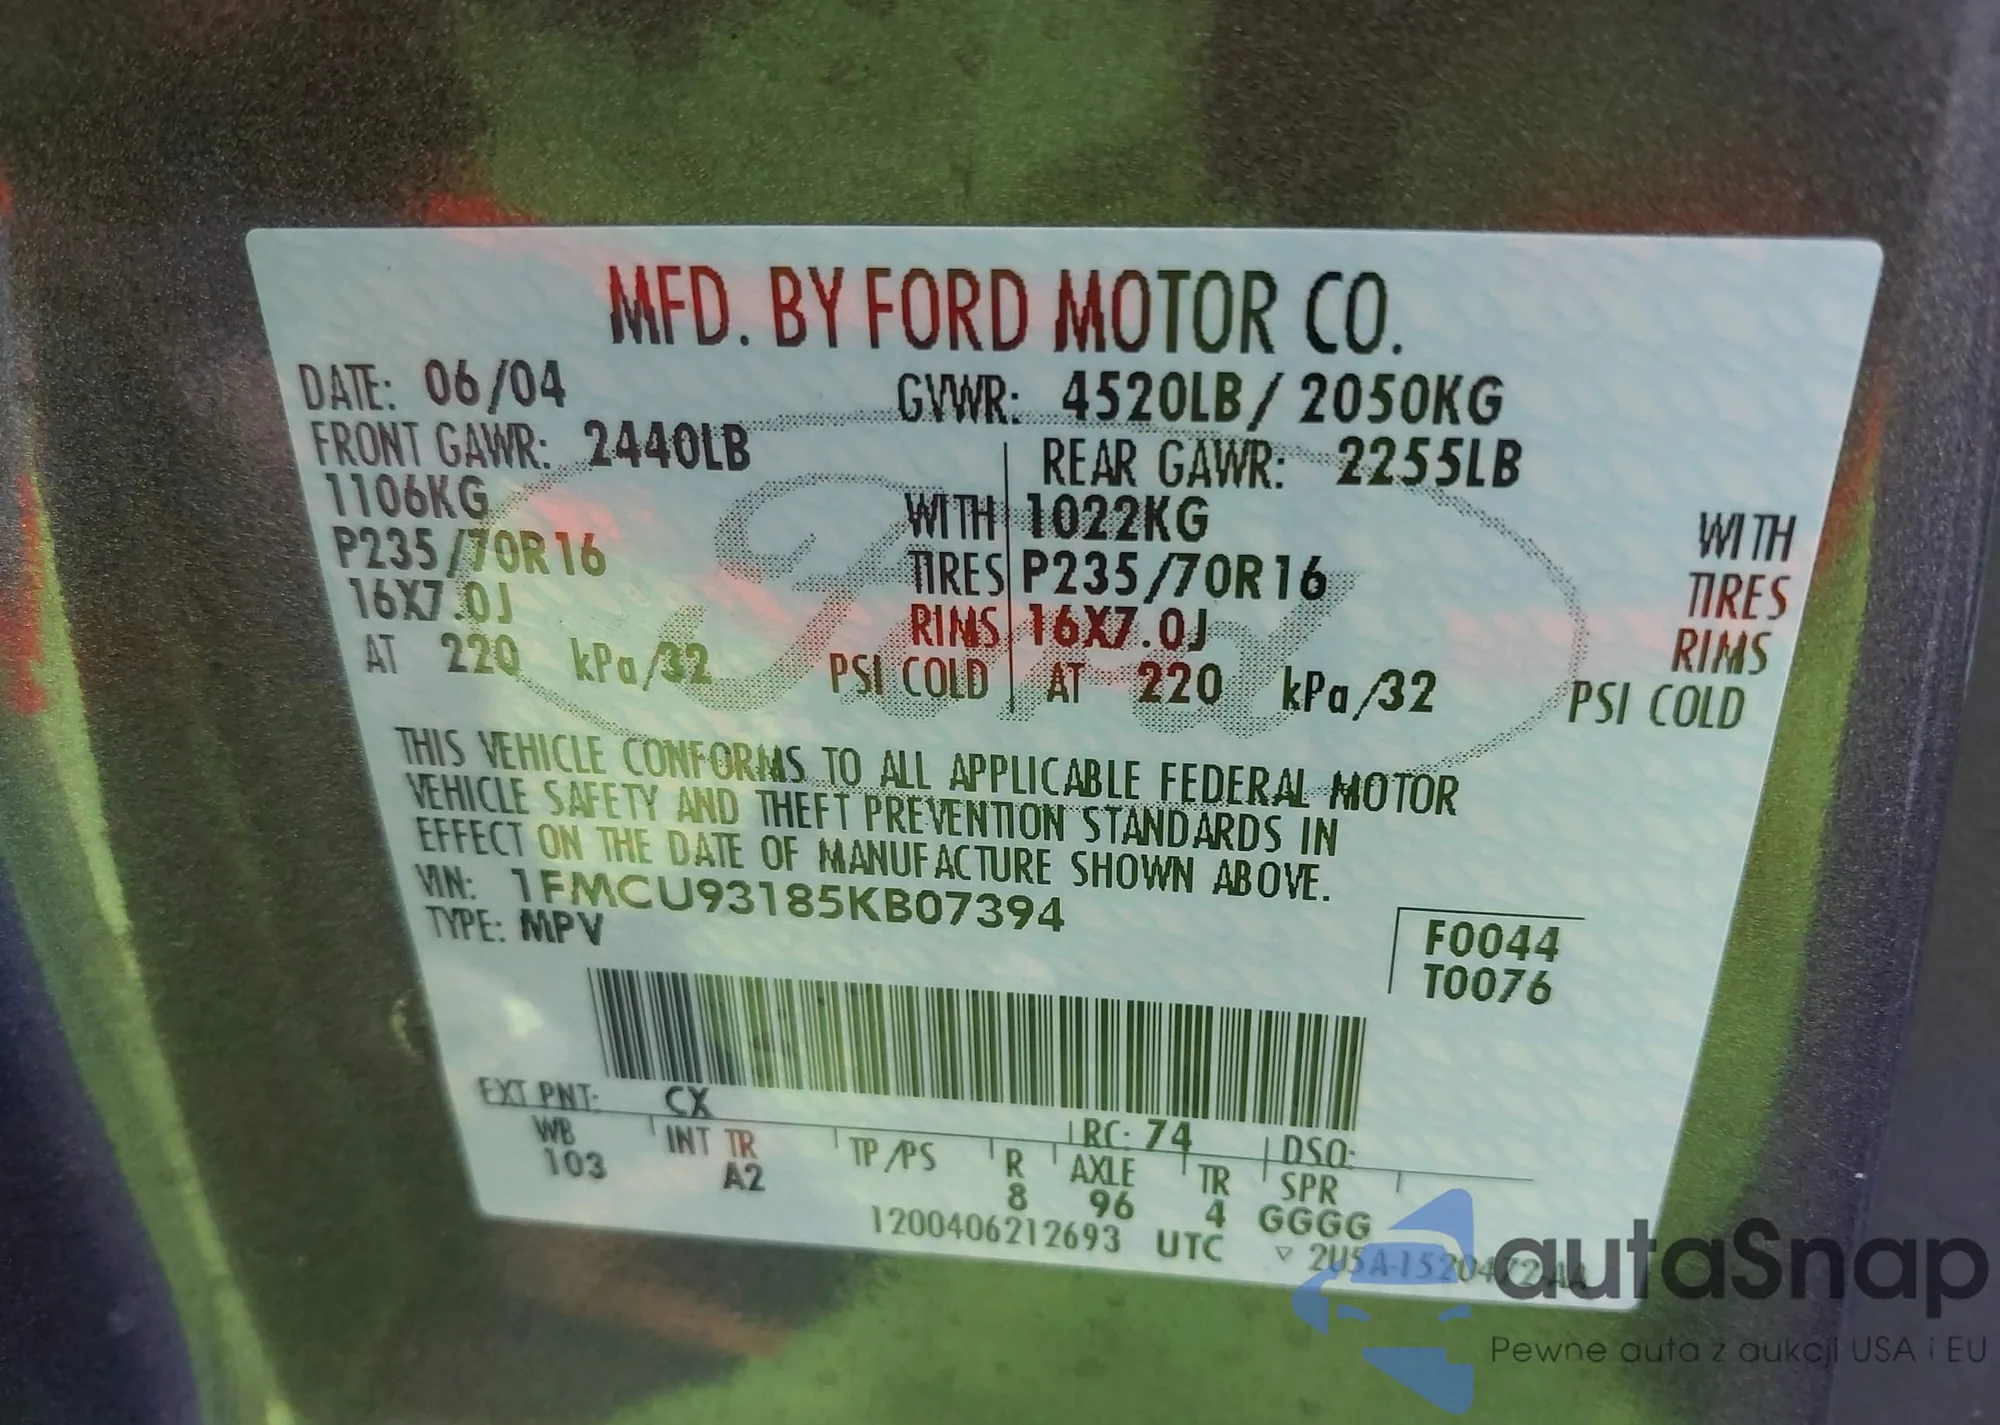 MFD. BY FORD MOTOR CO.
DATE: 06/04 GVWR: 4520LB/ 2050KG
FRONT GAWR: 2440LB REAR GAWR: 2255LB
1106KG WITH 1022KG WITH
P235/70R16 TIRES P235/70R16 TIRES
16X7.0J RIMS 16X7.0J RIMS
AT 220 kPa/32 PSI COLD AT 220 kPa/32 PSI COLD
THIS VEHICLE CONFORMS TO ALL APPLICABLE FEDERAL MOTOR
VEHICLE SAFETY AND THEFT PREVENTION STANDARDS IN
EFFECT ON THE DATE OF MANUFACTURE SHOWN ABOVE.
VIN: 1FMCU93185KB07394
TYPE: MPV
F0044
T0076
EXT PNT: CX RC: 74 DSO:
WB INT TR TP/PS R AXLE TR SPR
103 A2 8 96 4 GGGG
1200406212693 UTC ▽ 2U5A-1520472-AA
Ford
autaSnap
Pewne auta z aukcji USA i EU